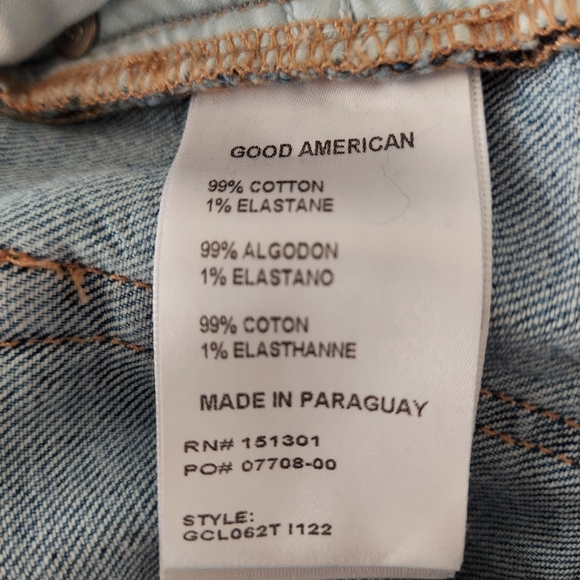 GOOD AMERICAN
99% COTTON
1% ELASTANE
99% ALGODON
1% ELASTANO
99% COTON
1% ELASTHANNE
MADE IN PARAGUAY
RN# 151301
PO# 07708-00
STYLE:
GCL062T I122